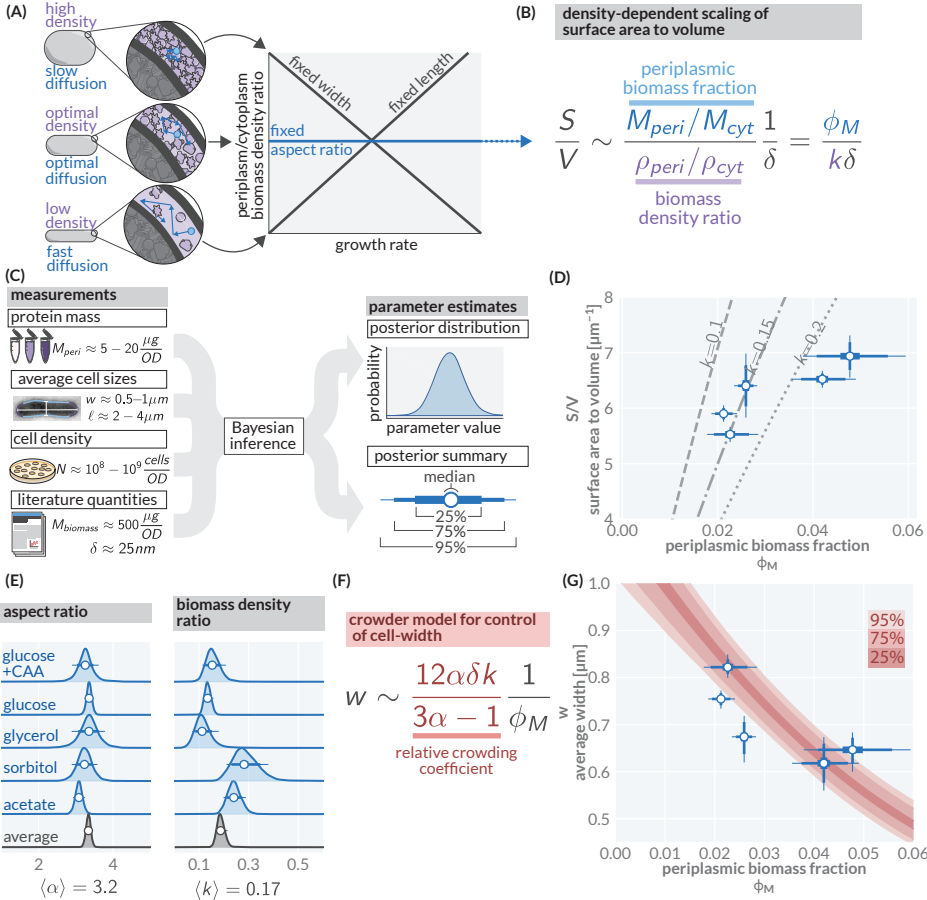 (A)
high
density
slow
diffusion
optimal
density
optimal
diffusion
low
density
fast
diffusion
periplasm/cytoplasm
biomass density ratio
fixed width
fixed length
fixed
aspect ratio
growth rate
(B)
density-dependent scaling of
surface area to volume
periplasmic
biomass fraction
S/V ∼ (M_peri/M_cyt)/(ρ_peri/ρ_cyt) 1/δ = ϕ_M/kδ
biomass
density ratio
(C)
measurements
protein mass
M_peri ≈ 5 − 20 μg/OD
average cell sizes
w ≈ 0.5–1μm
ℓ ≈ 2 − 4μm
cell density
N ≈ 10^8 − 10^9 cells/OD
literature quantities
M_biomass ≈ 500 μg/OD
δ ≈ 25nm
Bayesian
inference
parameter estimates
posterior distribution
probability
parameter value
posterior summary
median
25%
75%
95%
(D)
8
7
6
5
4
S/V
surface area to volume [μm⁻¹]
k=0.1
k=0.15
k=0.2
0.00
0.02
0.04
0.06
periplasmic biomass fraction
ϕ_M
(E)
aspect ratio
biomass density
ratio
glucose
+CAA
glucose
glycerol
sorbitol
acetate
average
2
4
0.1
0.3
0.5
⟨α⟩ = 3.2
⟨k⟩ = 0.17
(F)
crowder model for control
of cell-width
w ∼ 12αδk/(3α − 1) 1/ϕ_M
relative crowding
coefficient
(G)
1.0
0.9
0.8
0.7
0.6
0.5
w
average width [μm]
95%
75%
25%
0.00
0.01
0.02
0.03
0.04
0.05
0.06
periplasmic biomass fraction
ϕ_M